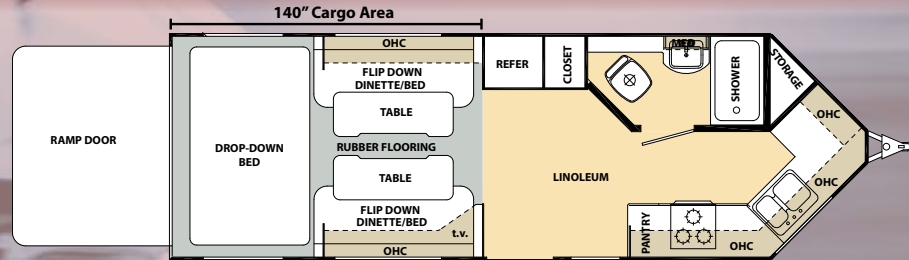 140” Cargo Area
OHC
MED
REFER
CLOSET
SHOWER
STORAGE
FLIP DOWN
DINETTE/BED
TABLE
OHC
RAMP DOOR
DROP-DOWN
BED
RUBBER FLOORING
LINOLEUM
TABLE
OHC
FLIP DOWN
DINETTE/BED
t.v.
PANTRY
OHC
OHC